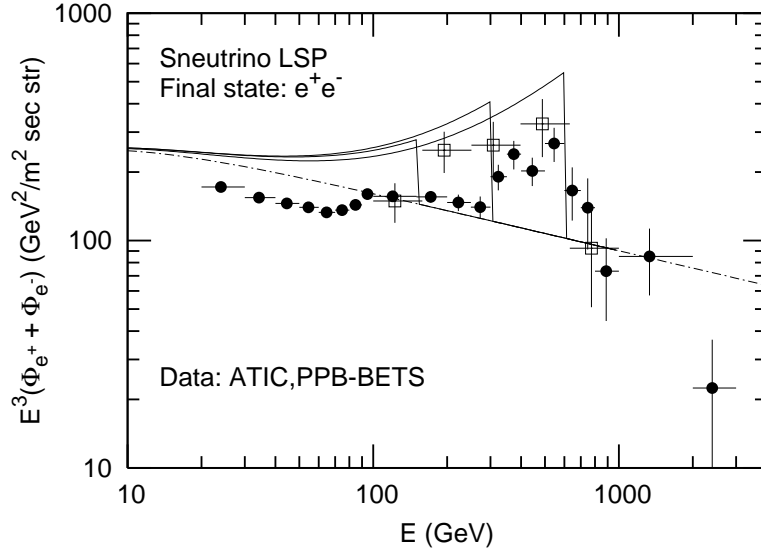 1000
100
10
10
100
1000
E (GeV)
E³(Φₑ⁺ + Φₑ⁻) (GeV²/m² sec str)
Sneutrino LSP
Final state: e⁺e⁻
Data: ATIC,PPB-BETS